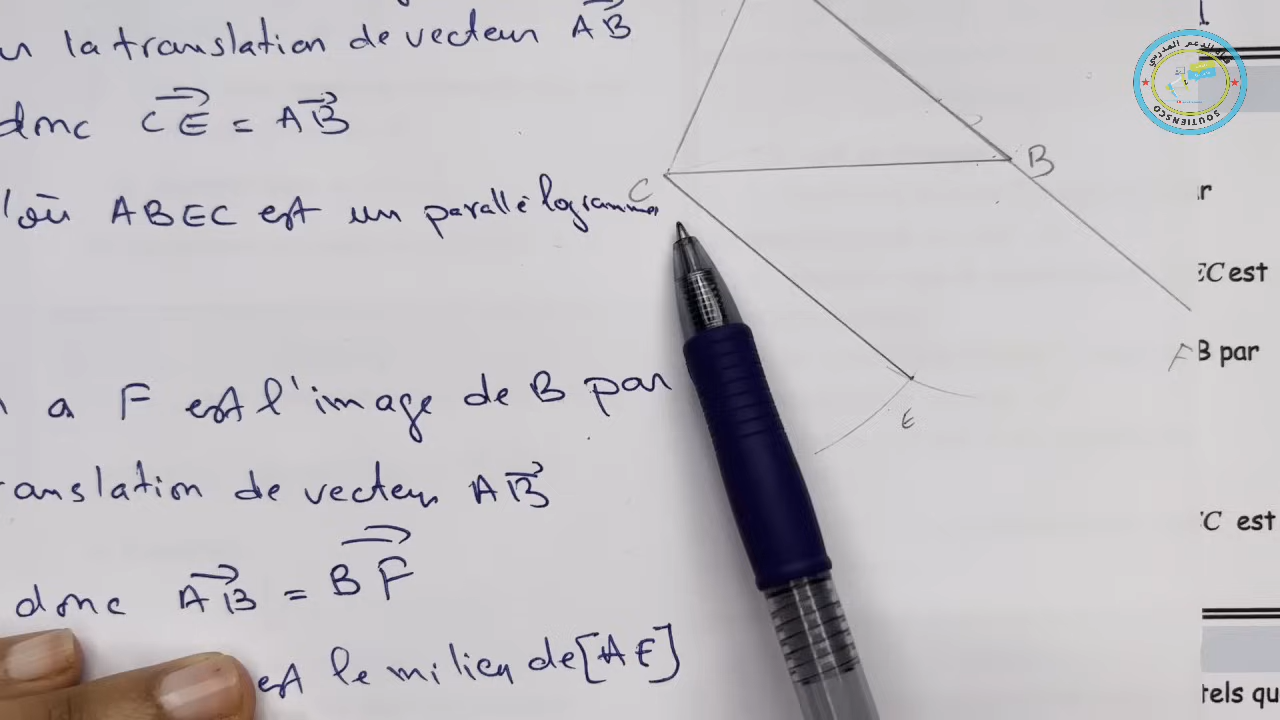 la translation de vecteur AB
donc CE = AB
où ABEC est un parallélogramme
a F est l'image de B par
translation de vecteur AB
donc AB = BF
est le milieu de [AF]
C
B
E
F
SOUTIENSCO
EC est
B par
C est
tels qu